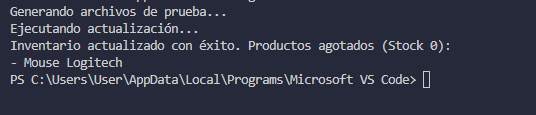 Generando archivos de prueba...
Ejecutando actualización...
Inventario actualizado con éxito. Productos agotados (Stock 0):
- Mouse Logitech
PS C:\Users\User\AppData\Local\Programs\Microsoft VS Code>